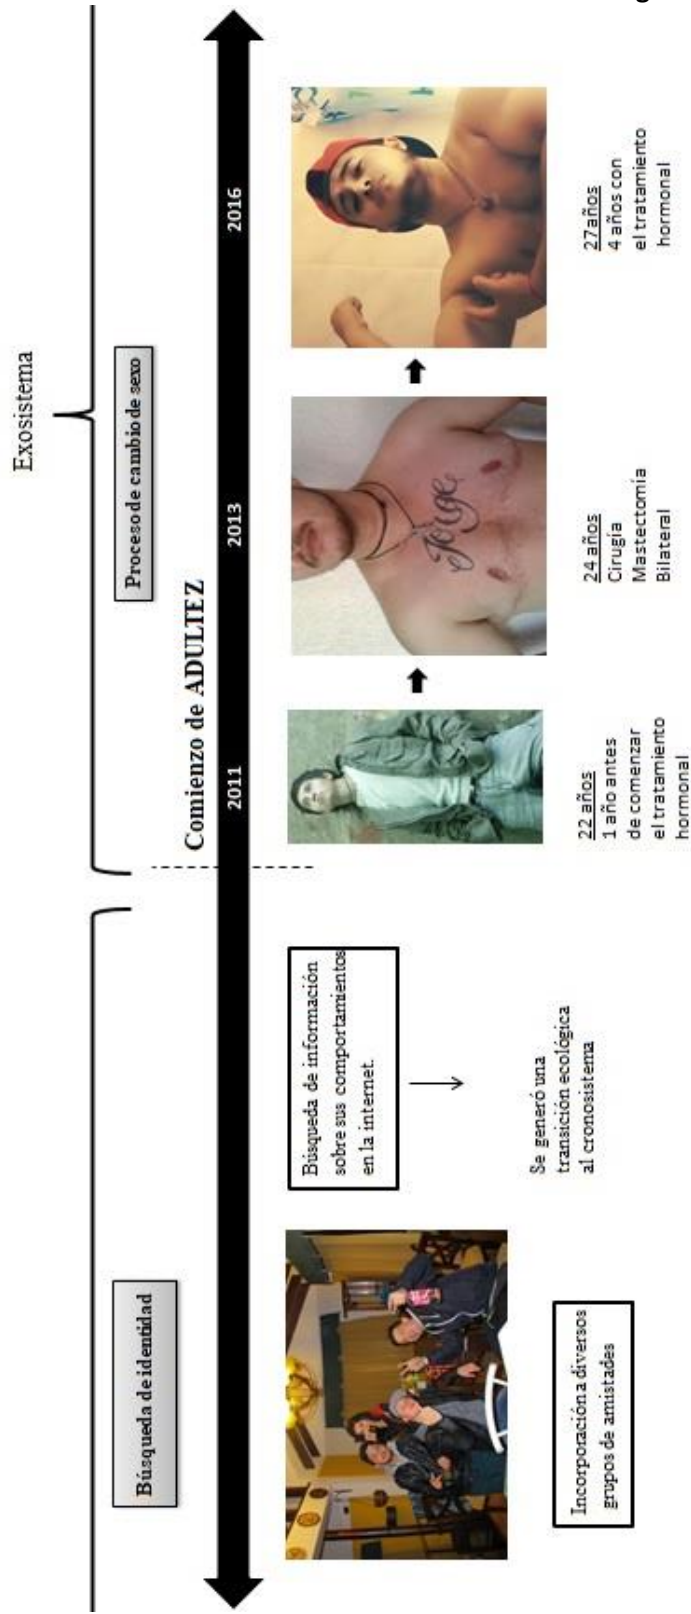 g
Exosistema
Búsqueda de identidad
Proceso de cambio de sexo
Comienzo de ADULTEZ
2011
2013
2016
Incorporación a diversos
grupos de amistades
Búsqueda de información
sobre sus comportamientos
en la internet.
Se generó una
transición ecológica
al cronosistema
22 años
1 año antes
de comenzar
el tratamiento
hormonal
Jorge
24 años
Cirugía
Mastectomía
Bilateral
27años
4 años con
el tratamiento
hormonal